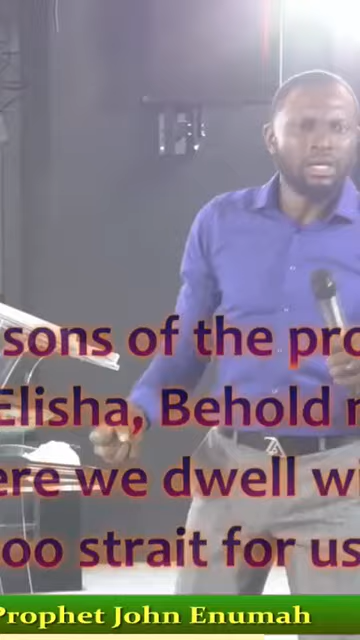 sons of the pro
Elisha, Behold
ere we dwell wi
oo strait for us
Prophet John Enumah